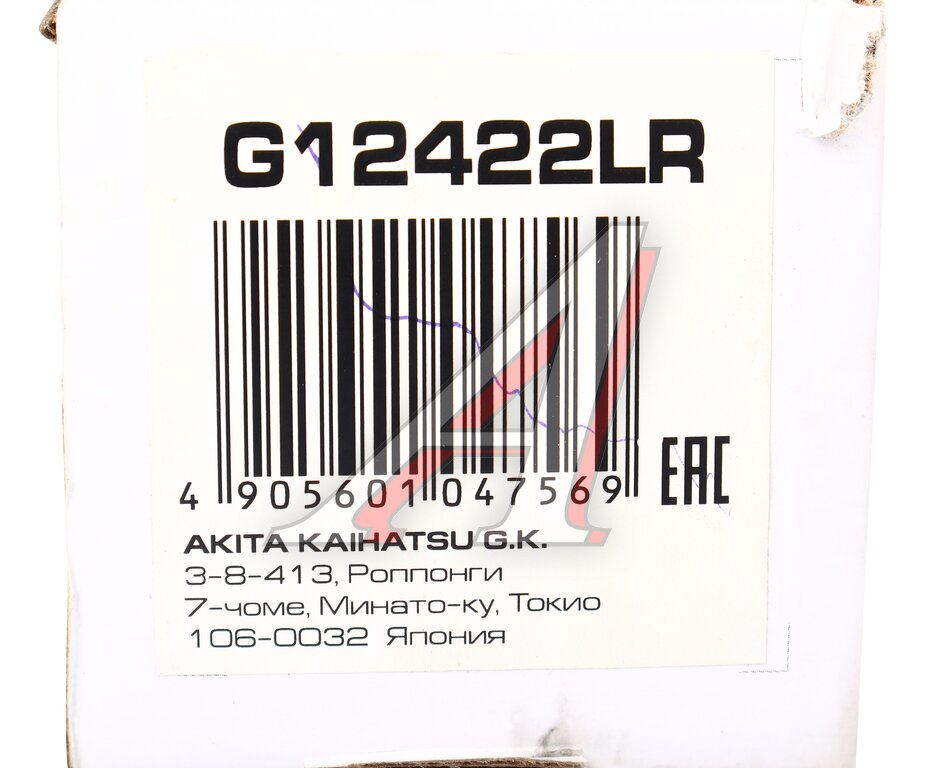 G12422LR
4 905601 047569
EAC
AKITA KAIHATSU G.K.
3-8-413, Роппонги
7-чоме, Минато-ку, Токио
106-0032 Япония